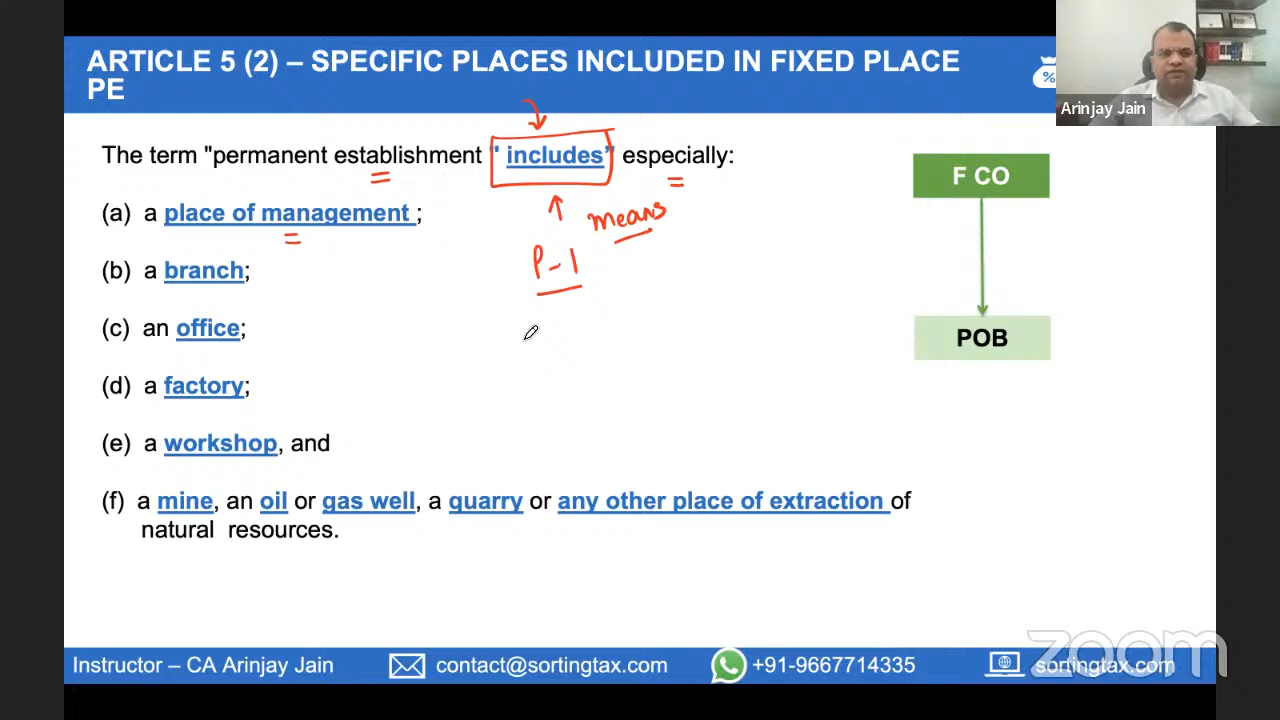 ARTICLE 5 (2) – SPECIFIC PLACES INCLUDED IN FIXED PLACE
PE
%
Arinjay Jain
The term "permanent establishment " includes” especially:
F CO
(a) a place of management ;
means
(b) a branch;
P-1
(c) an office;
POB
(d) a factory;
(e) a workshop, and
(f) a mine, an oil or gas well, a quarry or any other place of extraction of
natural resources.
Instructor – CA Arinjay Jain
contact@sortingtax.com
+91-9667714335
sortingtax.com
zoom